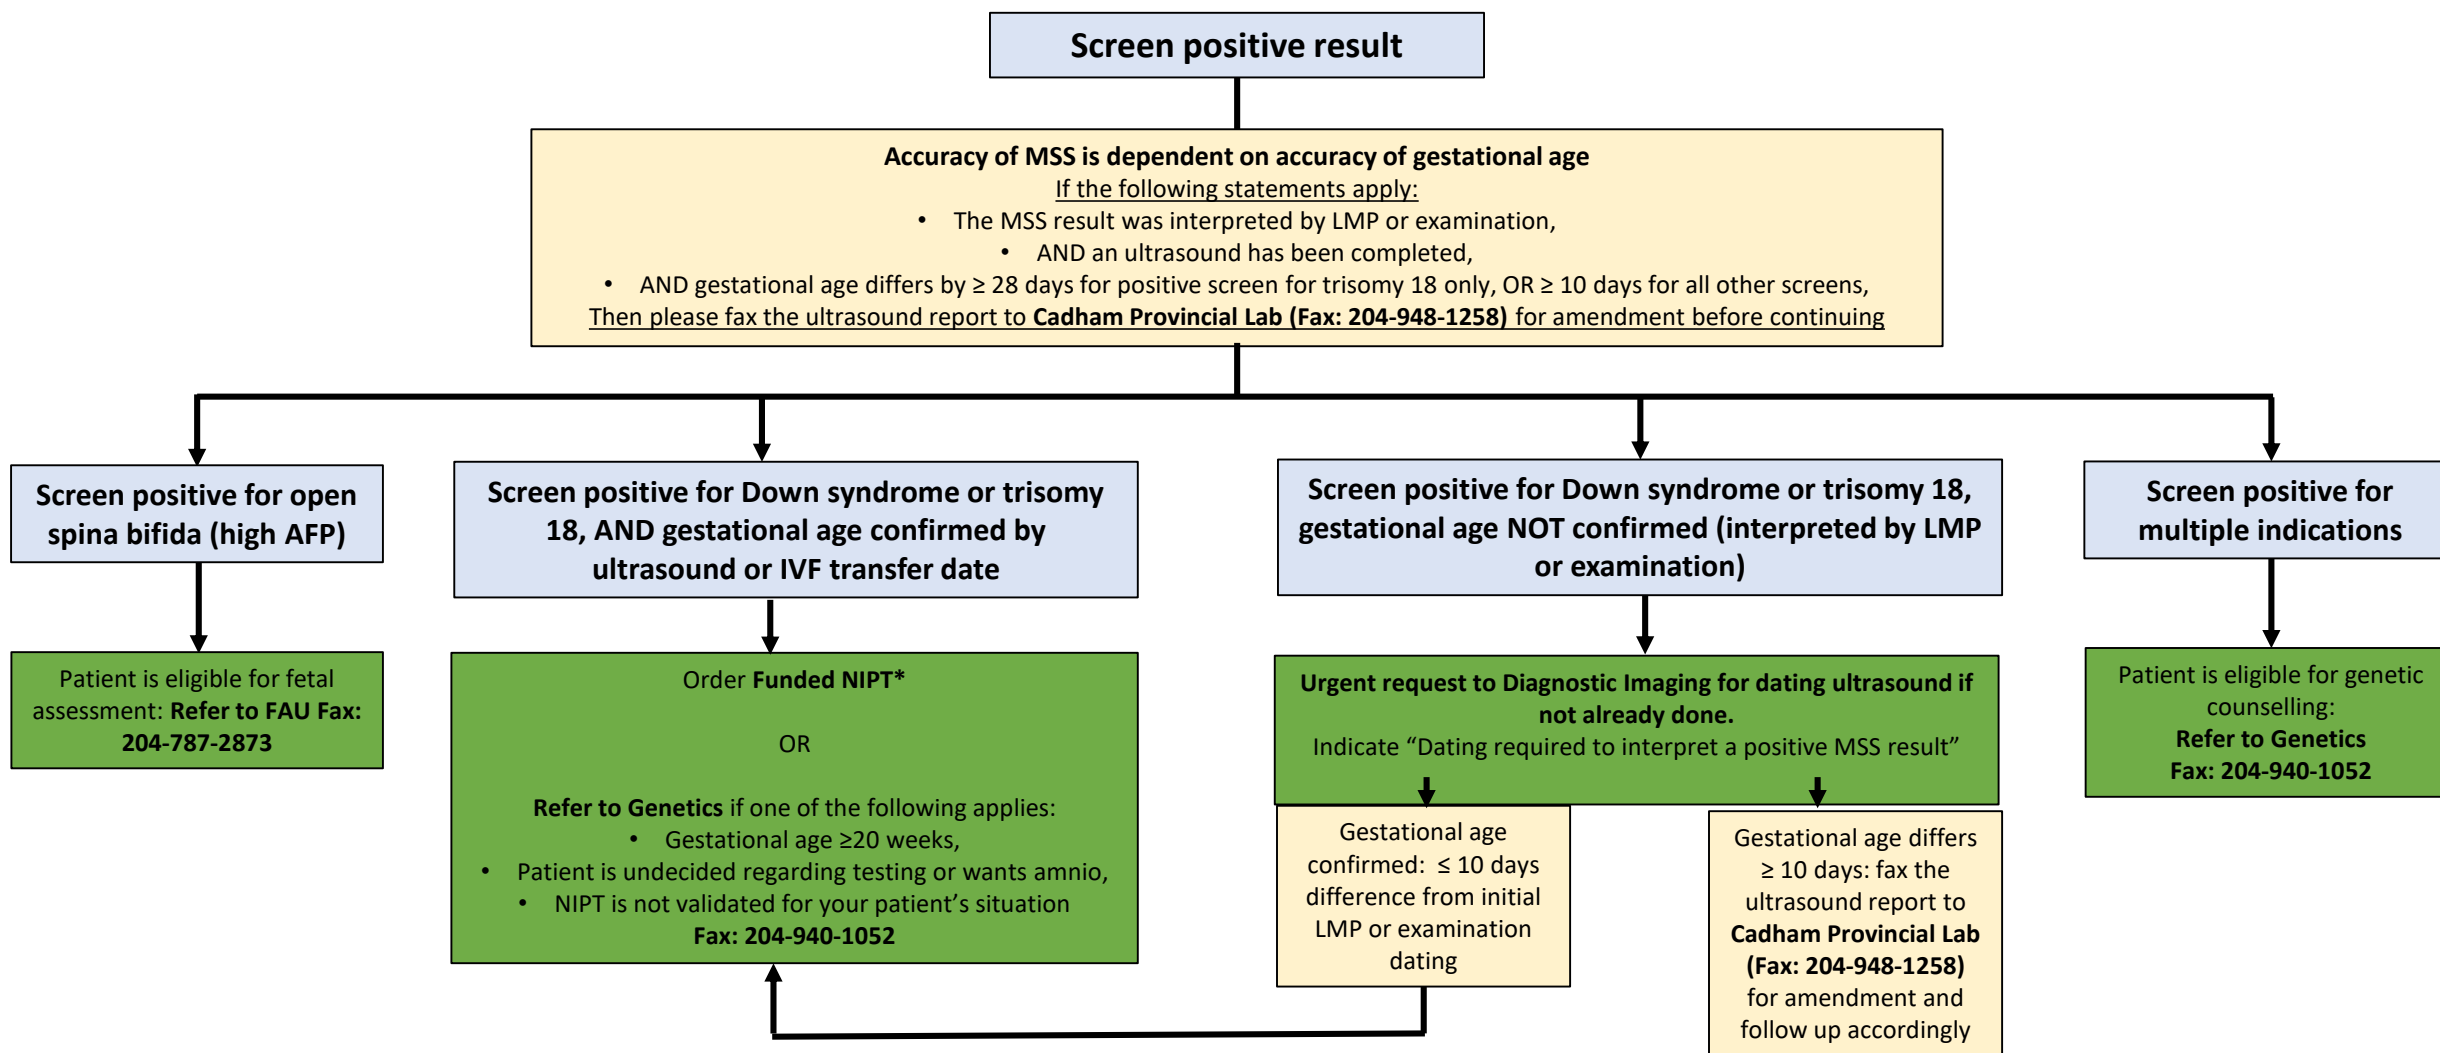 Screen positive result
Accuracy of MSS is dependent on accuracy of gestational age
If the following statements apply:
• The MSS result was interpreted by LMP or examination,
• AND an ultrasound has been completed,
• AND gestational age differs by ≥ 28 days for positive screen for trisomy 18 only, OR ≥ 10 days for all other screens,
Then please fax the ultrasound report to Cadham Provincial Lab (Fax: 204-948-1258) for amendment before continuing
Screen positive for open
spina bifida (high AFP)
Patient is eligible for fetal
assessment: Refer to FAU Fax:
204-787-2873
Screen positive for Down syndrome or trisomy
18, AND gestational age confirmed by
ultrasound or IVF transfer date
Order Funded NIPT*
OR
Refer to Genetics if one of the following applies:
• Gestational age ≥20 weeks,
• Patient is undecided regarding testing or wants amnio,
• NIPT is not validated for your patient’s situation
Fax: 204-940-1052
Screen positive for Down syndrome or trisomy 18,
gestational age NOT confirmed (interpreted by LMP
or examination)
Urgent request to Diagnostic Imaging for dating ultrasound if
not already done.
Indicate “Dating required to interpret a positive MSS result”
Gestational age
confirmed: ≤ 10 days
difference from initial
LMP or examination
dating
Gestational age differs
≥ 10 days: fax the
ultrasound report to
Cadham Provincial Lab
(Fax: 204-948-1258)
for amendment and
follow up accordingly
Screen positive for
multiple indications
Patient is eligible for genetic
counselling:
Refer to Genetics
Fax: 204-940-1052